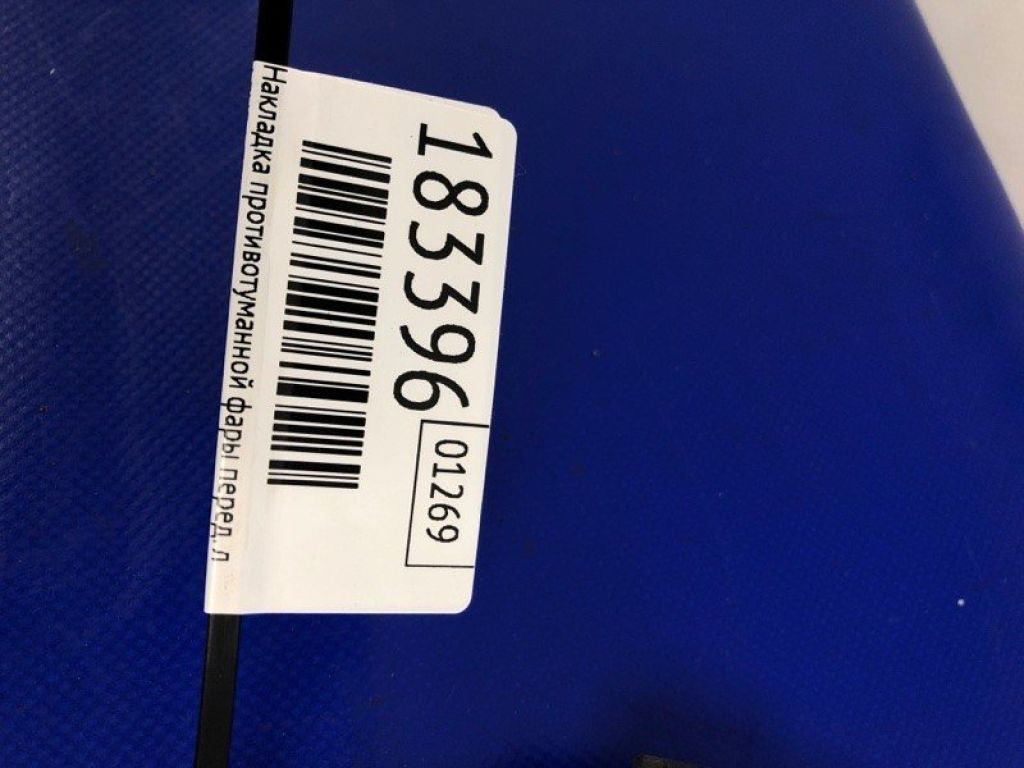 183396
01269
Накладка противотуманной фары перед. л